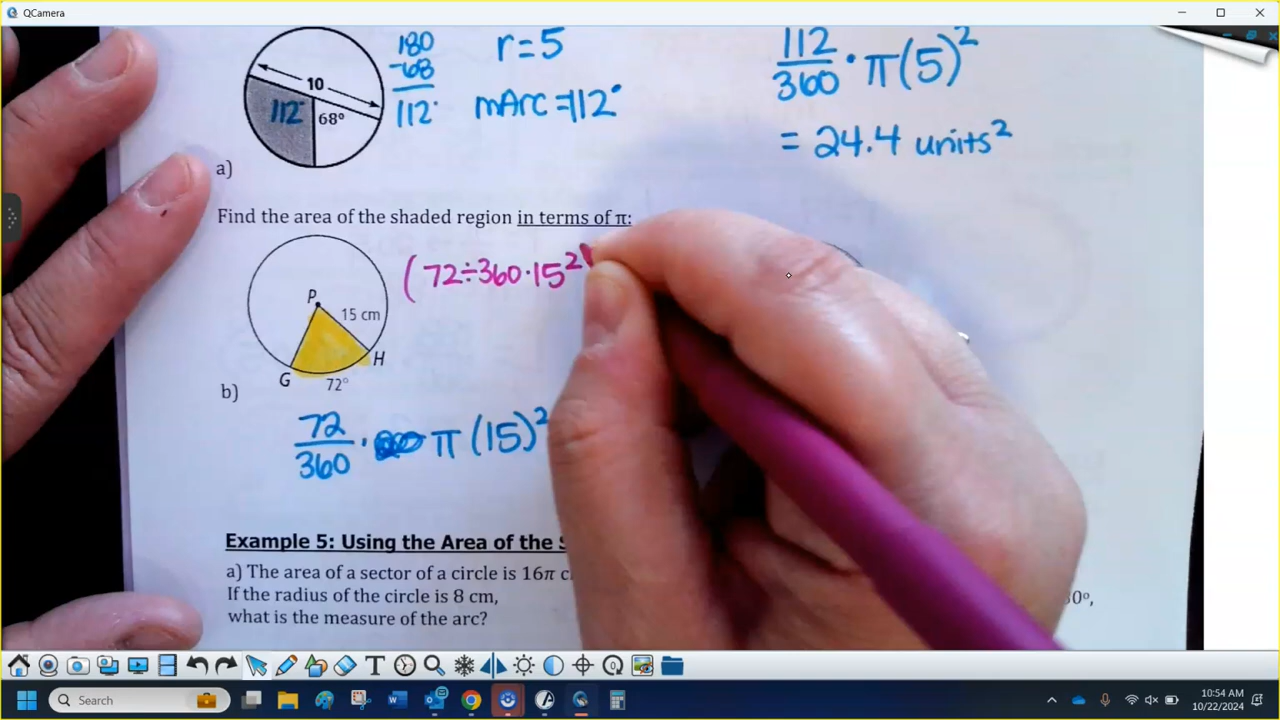 QCamera
180
-68
112°
r=5
mArc=112°
112/360 · π(5)²
= 24.4 units²
10
112°
68°
a)
Find the area of the shaded region in terms of π:
(72÷360·15²
P
15 cm
H
G
72°
b)
72/360 · π(15)²
Example 5: Using the Area of the
a) The area of a sector of a circle is 16π
If the radius of the circle is 8 cm,
what is the measure of the arc?
Search
10:54 AM
10/22/2024